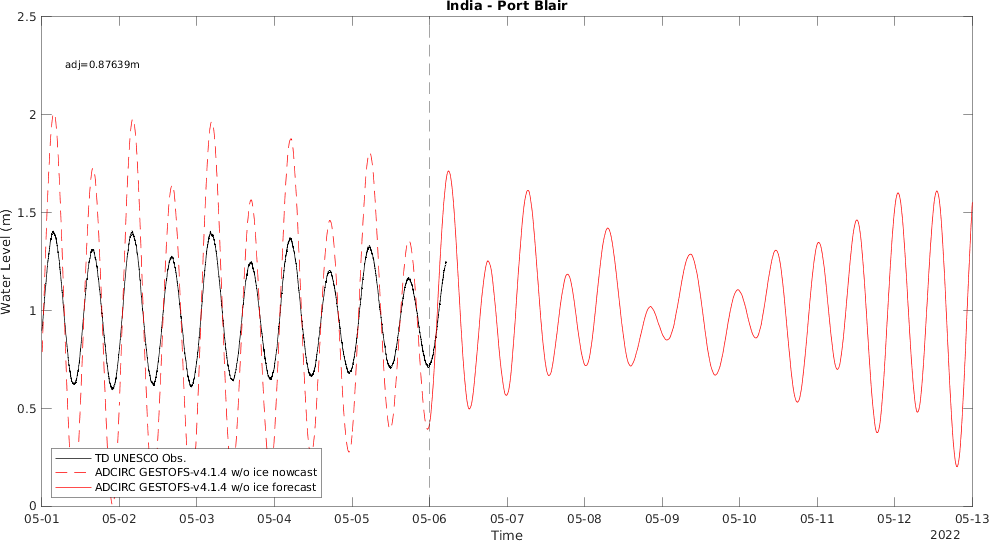 India - Port Blair
2.5
2
1.5
1
0.5
0
Water Level (m)
adj=0.87639m
TD UNESCO Obs.
ADCIRC GESTOFS-v4.1.4 w/o ice nowcast
ADCIRC GESTOFS-v4.1.4 w/o ice forecast
05-01 05-02 05-03 05-04 05-05 05-06 05-07 05-08 05-09 05-10 05-11 05-12 05-13
Time
2022